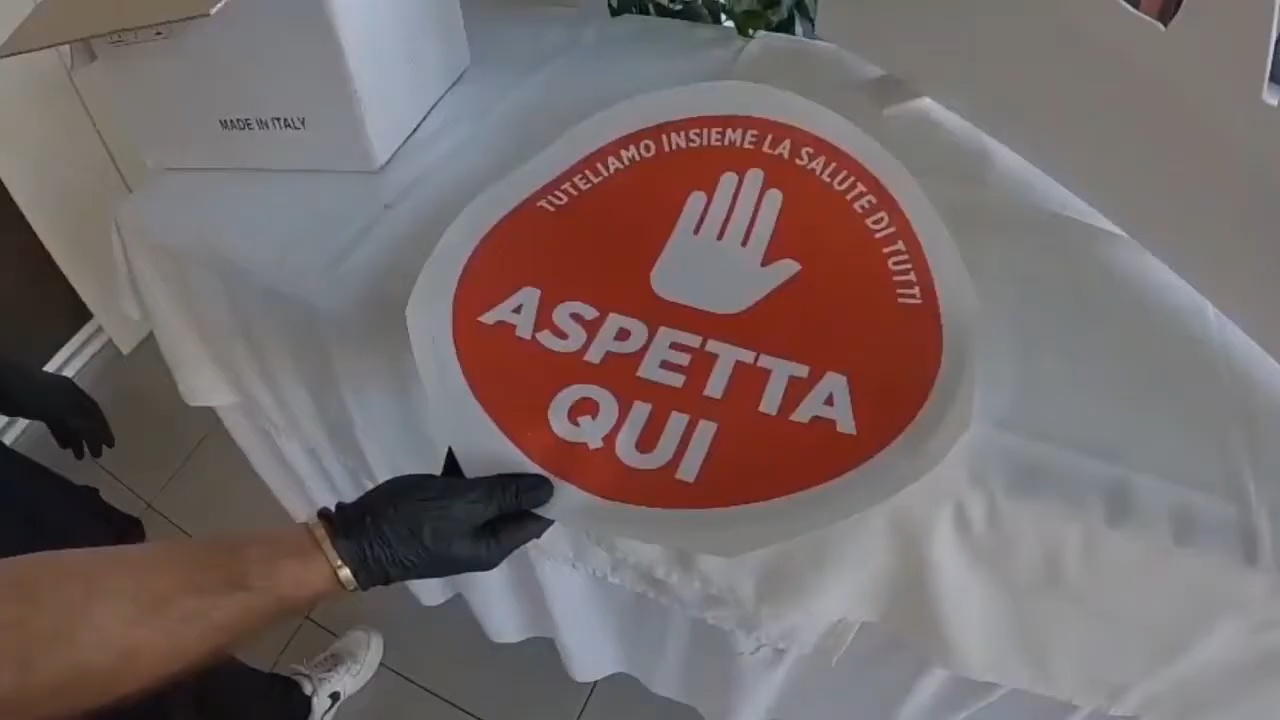 MADE IN ITALY
TUTELIAMO INSIEME LA SALUTE DI TUTTI
ASPETTA
QUI